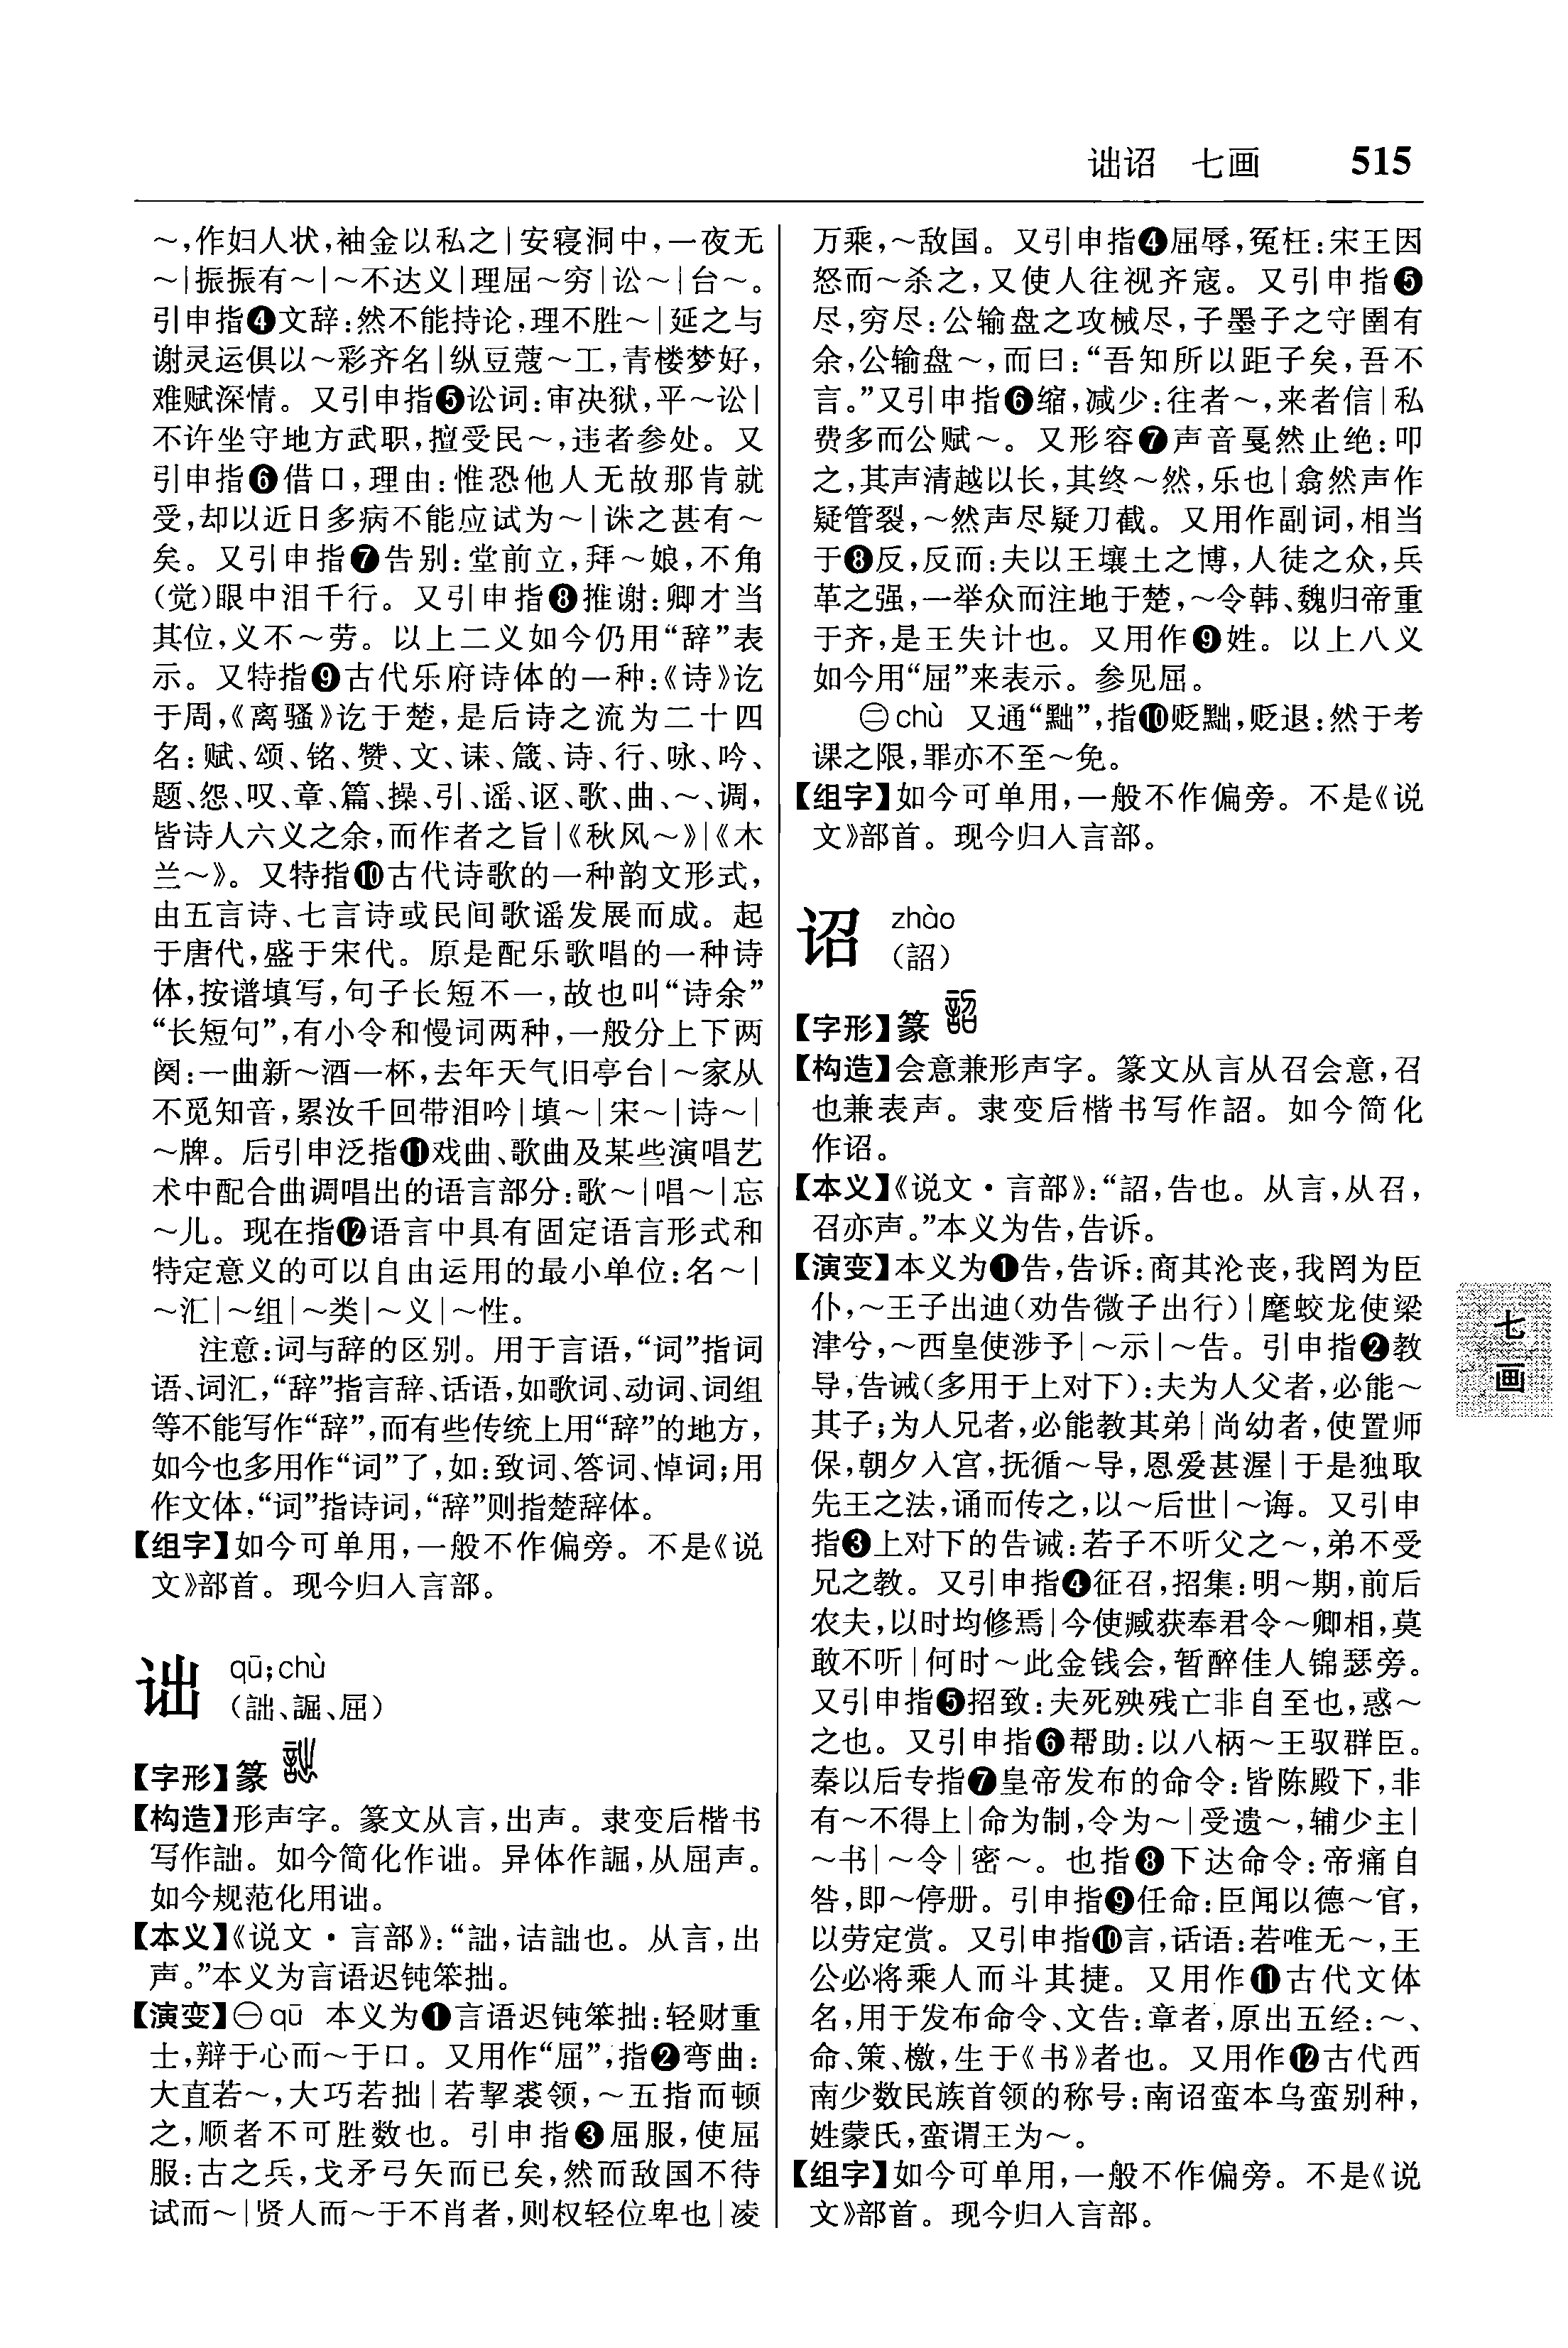 诎诏 七画 515
～,作妇人状,袖金以私之|安寝洞中,一夜无
～|振振有～|～不达义|理屈～穷|讼～|台～。
引申指❹文辞:然不能持论,理不胜～|延之与
谢灵运俱以～彩齐名|纵豆蔻～工,青楼梦好,
难赋深情。又引申指❺讼词:审决狱,平～讼|
不许坐守地方武职,擅受民～,违者参处。又
引申指❻借口,理由:惟恐他人无故那肯就
受,却以近日多病不能应试为～|诛之甚有～
矣。又引申指❼告别:堂前立,拜～娘,不角
(觉)眼中泪千行。又引申指❽推谢:卿才当
其位,义不～劳。以上二义如今仍用“辞”表
示。又特指❾古代乐府诗体的一种:《诗》讫
于周,《离骚》讫于楚,是后诗之流为二十四
名:赋、颂、铭、赞、文、诔、箴、诗、行、咏、吟、
题、怨、叹、章、篇、操、引、谣、讴、歌、曲、～、调,
皆诗人六义之余,而作者之旨|《秋风～》|《木
兰～》。又特指❿古代诗歌的一种韵文形式,
由五言诗、七言诗或民间歌谣发展而成。起
于唐代,盛于宋代。原是配乐歌唱的一种诗
体,按谱填写,句子长短不一,故也叫“诗余”
“长短句”,有小令和慢词两种,一般分上下两
阕:一曲新～酒一杯,去年天气旧亭台|～家从
不觅知音,累汝千回带泪吟|填～|宋～|诗～|
～牌。后引申泛指⓫戏曲、歌曲及某些演唱艺
术中配合曲调唱出的语言部分:歌～|唱～|忘
～儿。现在指⓬语言中具有固定语言形式和
特定意义的可以自由运用的最小单位:名～|
～汇|～组|～类|～义|～性。
注意:词与辞的区别。用于言语,“词”指词
语、词汇,“辞”指言辞、话语,如歌词、动词、词组
等不能写作“辞”,而有些传统上用“辞”的地方,
如今也多用作“词”了,如:致词、答词、悼词;用
作文体,“词”指诗词,“辞”则指楚辞体。
【组字】如今可单用,一般不作偏旁。不是《说
文》部首。现今归入言部。
诎 qū;chù
(詘、誳、屈)
【字形】篆
【构造】形声字。篆文从言,出声。隶变后楷书
写作詘。如今简化作诎。异体作誳,从屈声。
如今规范化用诎。
【本义】《说文·言部》:“詘,诘詘也。从言,出
声。”本义为言语迟钝笨拙。
【演变】㊀qū 本义为❶言语迟钝笨拙:轻财重
士,辩于心而～于口。又用作“屈”,指❷弯曲:
大直若～,大巧若拙|若挈裘领,～五指而顿
之,顺者不可胜数也。引申指❸屈服,使屈
服:古之兵,戈矛弓矢而已矣,然而敌国不待
试而～|贤人而～于不肖者,则权轻位卑也|凌
万乘,～敌国。又引申指❹屈辱,冤枉:宋王因
怒而～杀之,又使人往视齐寇。又引申指❺
尽,穷尽:公输盘之攻械尽,子墨子之守圉有
余,公输盘～,而曰:“吾知所以距子矣,吾不
言。”又引申指❻缩,减少:往者～,来者信|私
费多而公赋～。又形容❼声音戛然止绝:叩
之,其声清越以长,其终～然,乐也|翕然声作
疑管裂,～然声尽疑刀截。又用作副词,相当
于❽反,反而:夫以王壤土之博,人徒之众,兵
革之强,一举众而注地于楚,～令韩、魏归帝重
于齐,是王失计也。又用作❾姓。以上八义
如今用“屈”来表示。参见屈。
㊁chù 又通“黜”,指❿贬黜,贬退:然于考
课之限,罪亦不至～免。
【组字】如今可单用,一般不作偏旁。不是《说
文》部首。现今归入言部。
诏 zhào
(詔)
【字形】篆
【构造】会意兼形声字。篆文从言从召会意,召
也兼表声。隶变后楷书写作詔。如今简化
作诏。
【本义】《说文·言部》:“詔,告也。从言,从召,
召亦声。”本义为告,告诉。
【演变】本义为❶告,告诉:商其沦丧,我罔为臣
仆,～王子出迪(劝告微子出行)|麾蛟龙使梁
津兮,～西皇使涉予|～示|～告。引申指❷教
导,告诫(多用于上对下):夫为人父者,必能～
其子;为人兄者,必能教其弟|尚幼者,使置师
保,朝夕入宫,抚循～导,恩爱甚渥|于是独取
先王之法,诵而传之,以～后世|～诲。又引申
指❸上对下的告诫:若子不听父之～,弟不受
兄之教。又引申指❹征召,招集:明～期,前后
农夫,以时均修焉|今使臧获奉君令～卿相,莫
敢不听|何时～此金钱会,暂醉佳人锦瑟旁。
又引申指❺招致:夫死殃残亡非自至也,惑～
之也。又引申指❻帮助:以八柄～王驭群臣。
秦以后专指❼皇帝发布的命令:皆陈殿下,非
有～不得上|命为制,令为～|受遗～,辅少主|
～书|～令|密～。也指❽下达命令:帝痛自
咎,即～停册。引申指❾任命:臣闻以德～官,
以劳定赏。又引申指❿言,话语:若唯无～,王
公必将乘人而斗其捷。又用作⓫古代文体
名,用于发布命令、文告:章者,原出五经:～、
命、策、檄,生于《书》者也。又用作⓬古代西
南少数民族首领的称号:南诏蛮本乌蛮别种,
姓蒙氏,蛮谓王为～。
【组字】如今可单用,一般不作偏旁。不是《说
文》部首。现今归入言部。
七
画